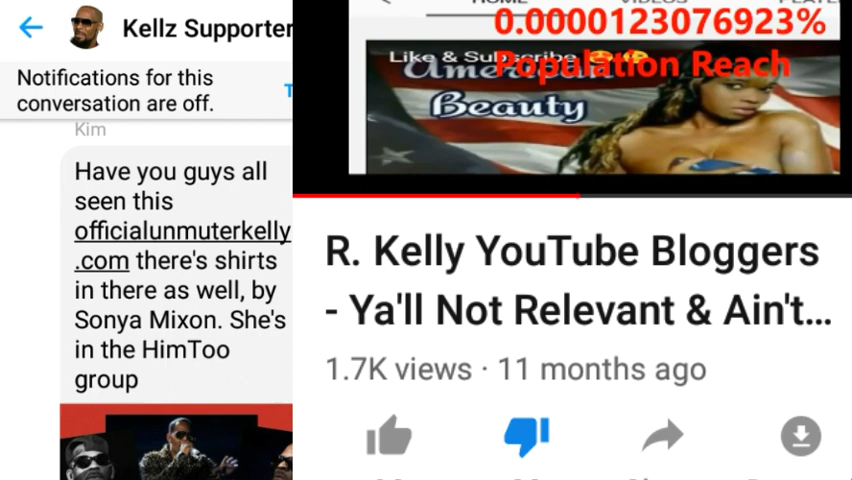 Kellz Supporter
Notifications for this
conversation are off.
Kim
Have you guys all
seen this
officialunmuterkelly
.com there's shirts
in there as well, by
Sonya Mixon. She's
in the HimToo
group
HOME VIDEOS
0.0000123076923%
Like & Subscribe
Population Reach
Beauty
R. Kelly YouTube Bloggers
- Ya'll Not Relevant & Ain't...
1.7K views · 11 months ago